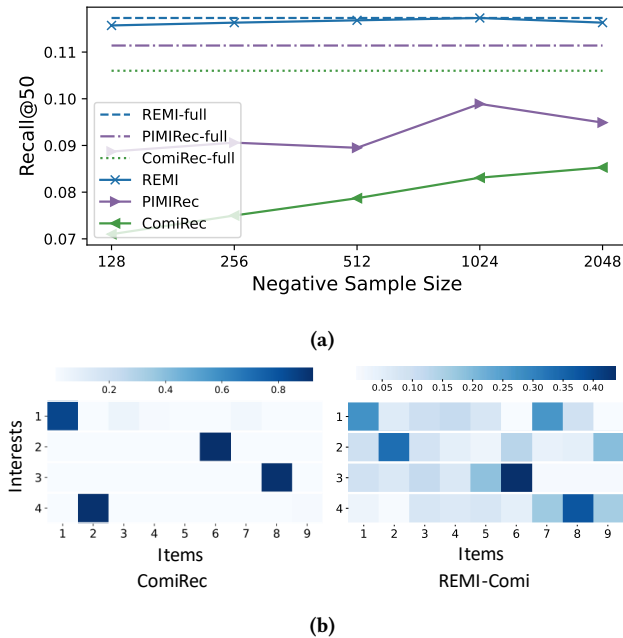 Recall@50
0.11
0.10
0.09
0.08
0.07
REMI-full
PIMIRec-full
ComiRec-full
REMI
PIMIRec
ComiRec
128 256 512 1024 2048
Negative Sample Size
(a)
0.2 0.4 0.6 0.8
Interests
1
2
3
4
1 2 3 4 5 6 7 8 9
Items
ComiRec
0.05 0.10 0.15 0.20 0.25 0.30 0.35 0.40
1
2
3
4
1 2 3 4 5 6 7 8 9
Items
REMI-Comi
(b)